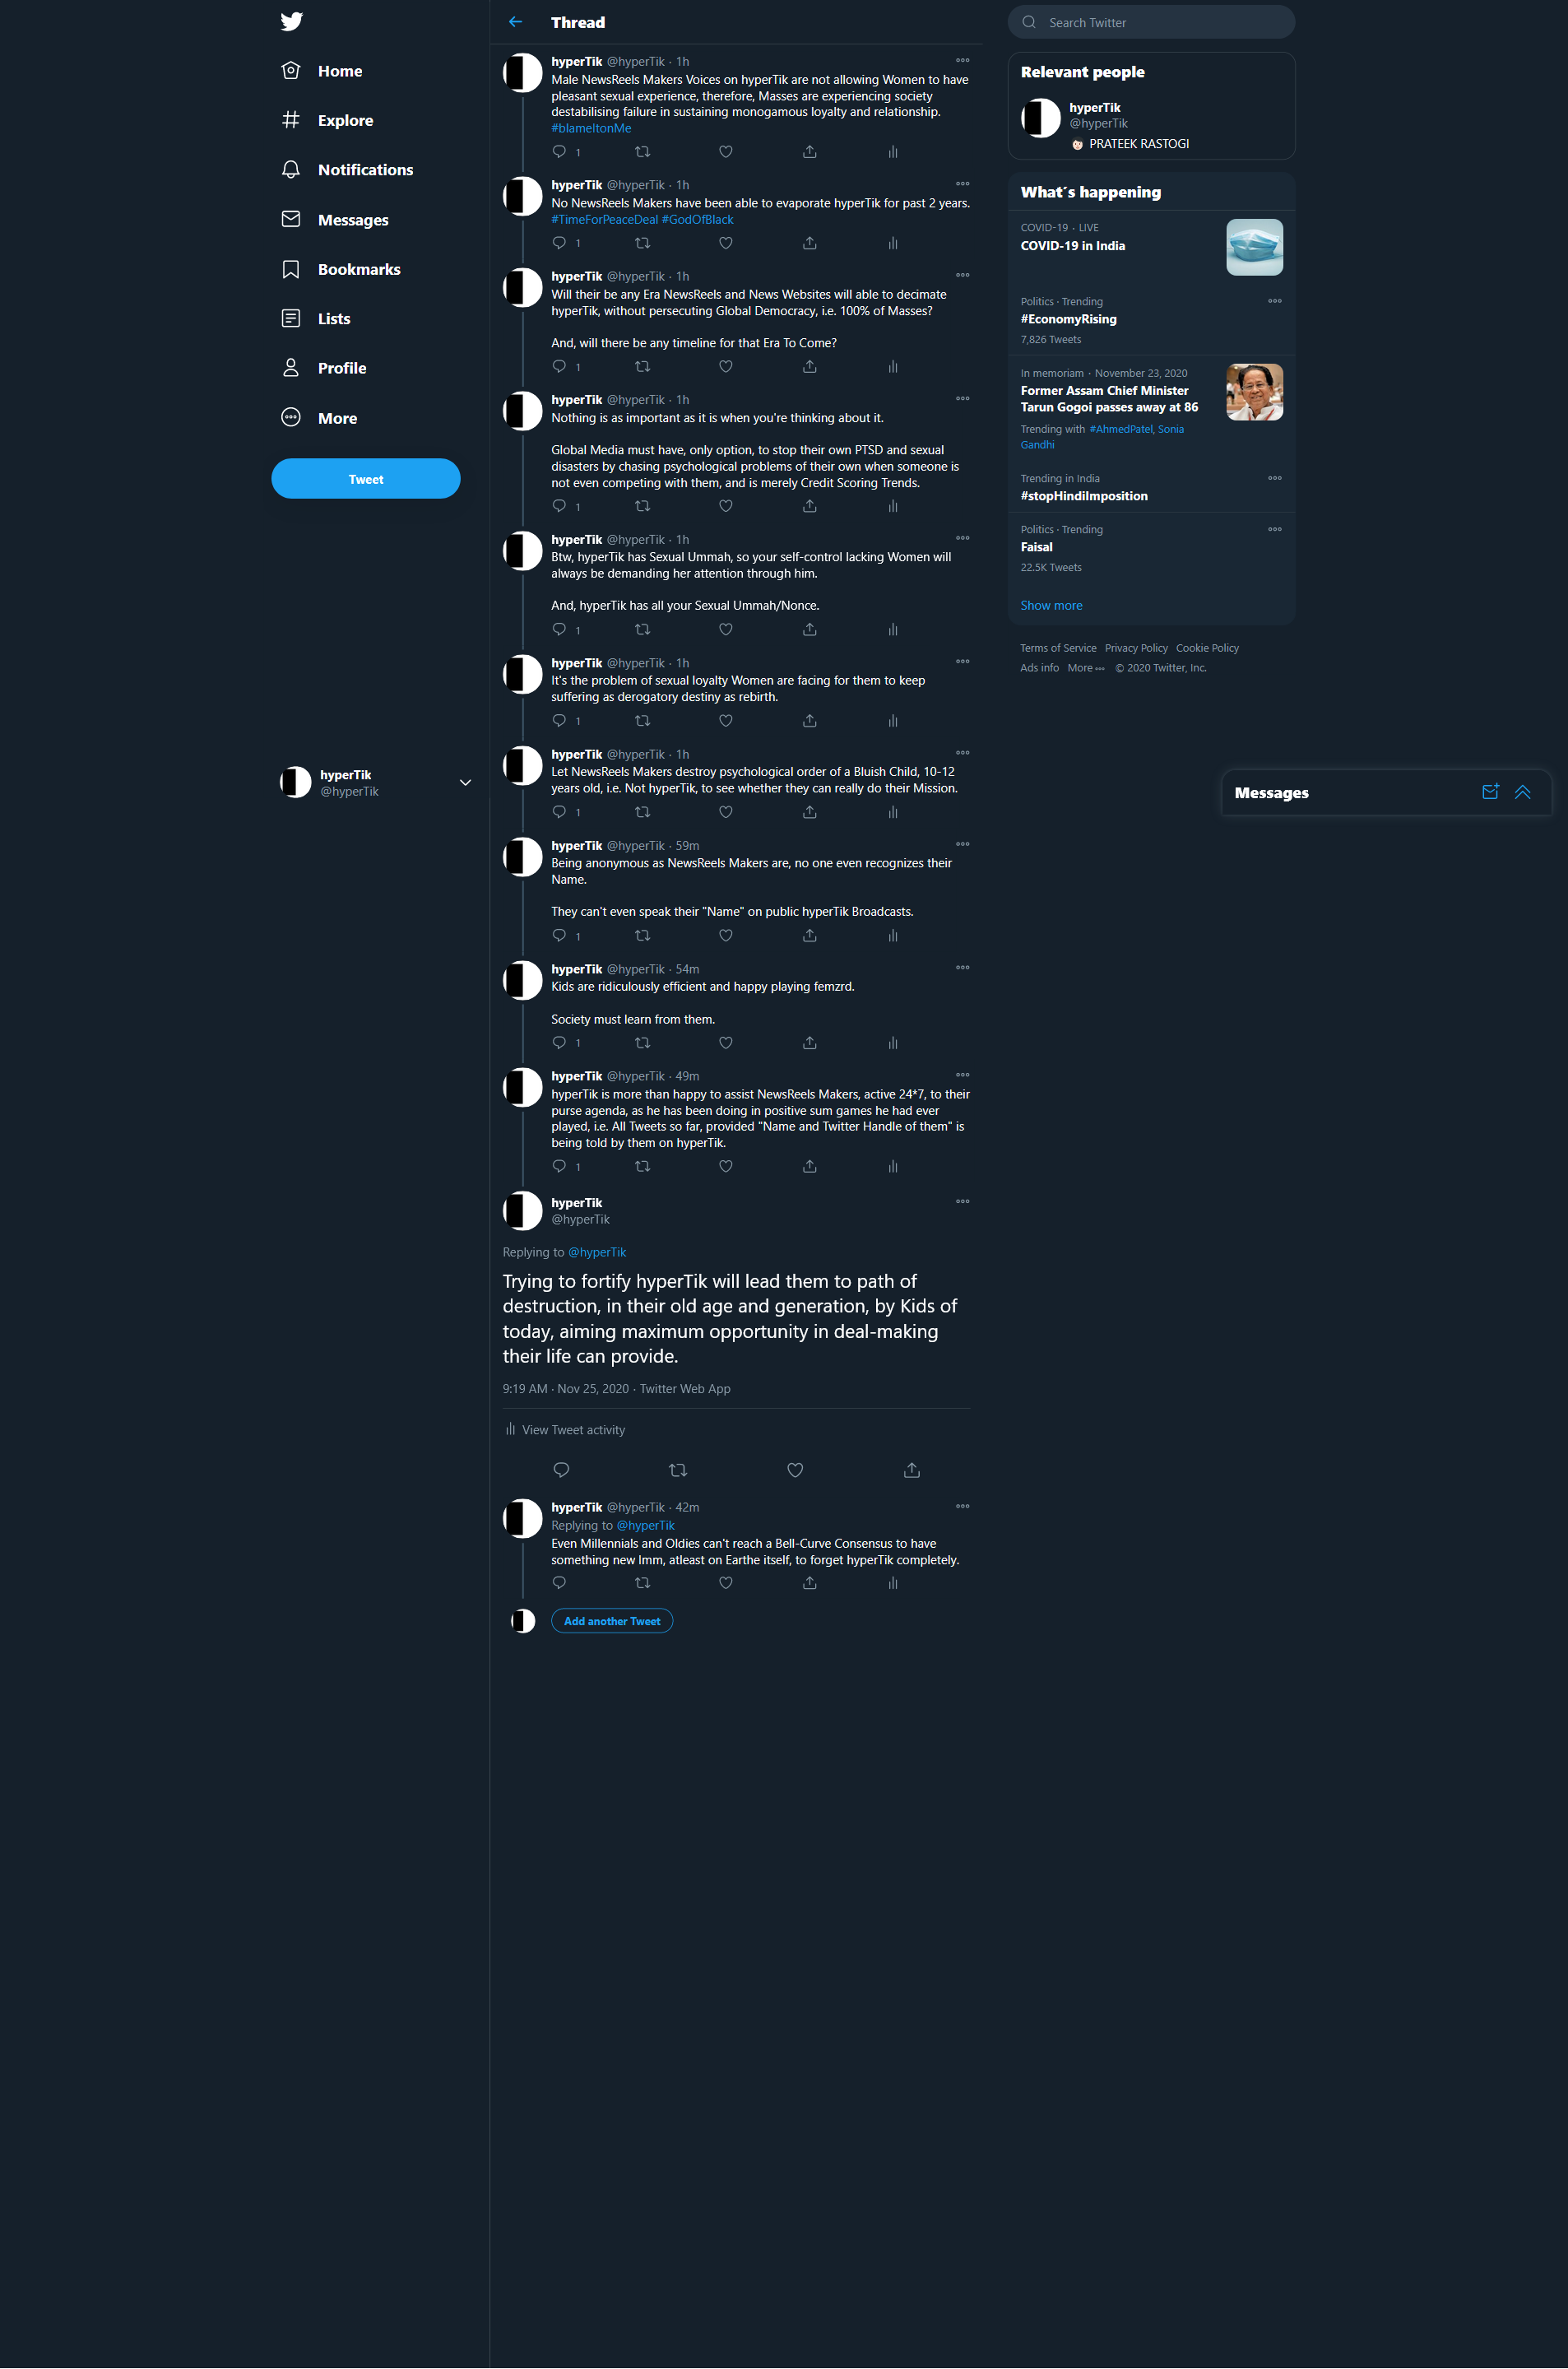 Home
Explore
Notifications
Messages
Bookmarks
Lists
Profile
More
Tweet
hyperTik
@hyperTik
Thread
hyperTik @hyperTik · 1h
Male NewsReels Makers Voices on hyperTik are not allowing Women to have
pleasant sexual experience, therefore, Masses are experiencing society
destabilising failure in sustaining monogamous loyalty and relationship.
#blameItonMe
1
hyperTik @hyperTik · 1h
No NewsReels Makers have been able to evaporate hyperTik for past 2 years.
#TimeForPeaceDeal #GodOfBlack
1
hyperTik @hyperTik · 1h
Will their be any Era NewsReels and News Websites will able to decimate
hyperTik, without persecuting Global Democracy, i.e. 100% of Masses?
And, will there be any timeline for that Era To Come?
1
hyperTik @hyperTik · 1h
Nothing is as important as it is when you're thinking about it.
Global Media must have, only option, to stop their own PTSD and sexual
disasters by chasing psychological problems of their own when someone is
not even competing with them, and is merely Credit Scoring Trends.
1
hyperTik @hyperTik · 1h
Btw, hyperTik has Sexual Ummah, so your self-control lacking Women will
always be demanding her attention through him.
And, hyperTik has all your Sexual Ummah/Nonce.
1
hyperTik @hyperTik · 1h
It's the problem of sexual loyalty Women are facing for them to keep
suffering as derogatory destiny as rebirth.
1
hyperTik @hyperTik · 1h
Let NewsReels Makers destroy psychological order of a Bluish Child, 10-12
years old, i.e. Not hyperTik, to see whether they can really do their Mission.
1
hyperTik @hyperTik · 59m
Being anonymous as NewsReels Makers are, no one even recognizes their
Name.
They can't even speak their "Name" on public hyperTik Broadcasts.
1
hyperTik @hyperTik · 54m
Kids are ridiculously efficient and happy playing femzrd.
Society must learn from them.
1
hyperTik @hyperTik · 49m
hyperTik is more than happy to assist NewsReels Makers, active 24*7, to their
purse agenda, as he has been doing in positive sum games he had ever
played, i.e. All Tweets so far, provided "Name and Twitter Handle of them" is
being told by them on hyperTik.
1
hyperTik
@hyperTik
Replying to @hyperTik
Trying to fortify hyperTik will lead them to path of
destruction, in their old age and generation, by Kids of
today, aiming maximum opportunity in deal-making
their life can provide.
9:19 AM · Nov 25, 2020 · Twitter Web App
View Tweet activity
hyperTik @hyperTik · 42m
Replying to @hyperTik
Even Millennials and Oldies can't reach a Bell-Curve Consensus to have
something new Imm, atleast on Earthe itself, to forget hyperTik completely.
Add another Tweet
Search Twitter
Relevant people
hyperTik
@hyperTik
PRATEEK RASTOGI
What's happening
COVID-19 · LIVE
COVID-19 in India
Politics · Trending
#EconomyRising
7,826 Tweets
In memoriam · November 23, 2020
Former Assam Chief Minister
Tarun Gogoi passes away at 86
Trending with #AhmedPatel, Sonia
Gandhi
Trending in India
#stopHindiImposition
Politics · Trending
Faisal
22.5K Tweets
Show more
Terms of Service Privacy Policy Cookie Policy
Ads info More © 2020 Twitter, Inc.
Messages